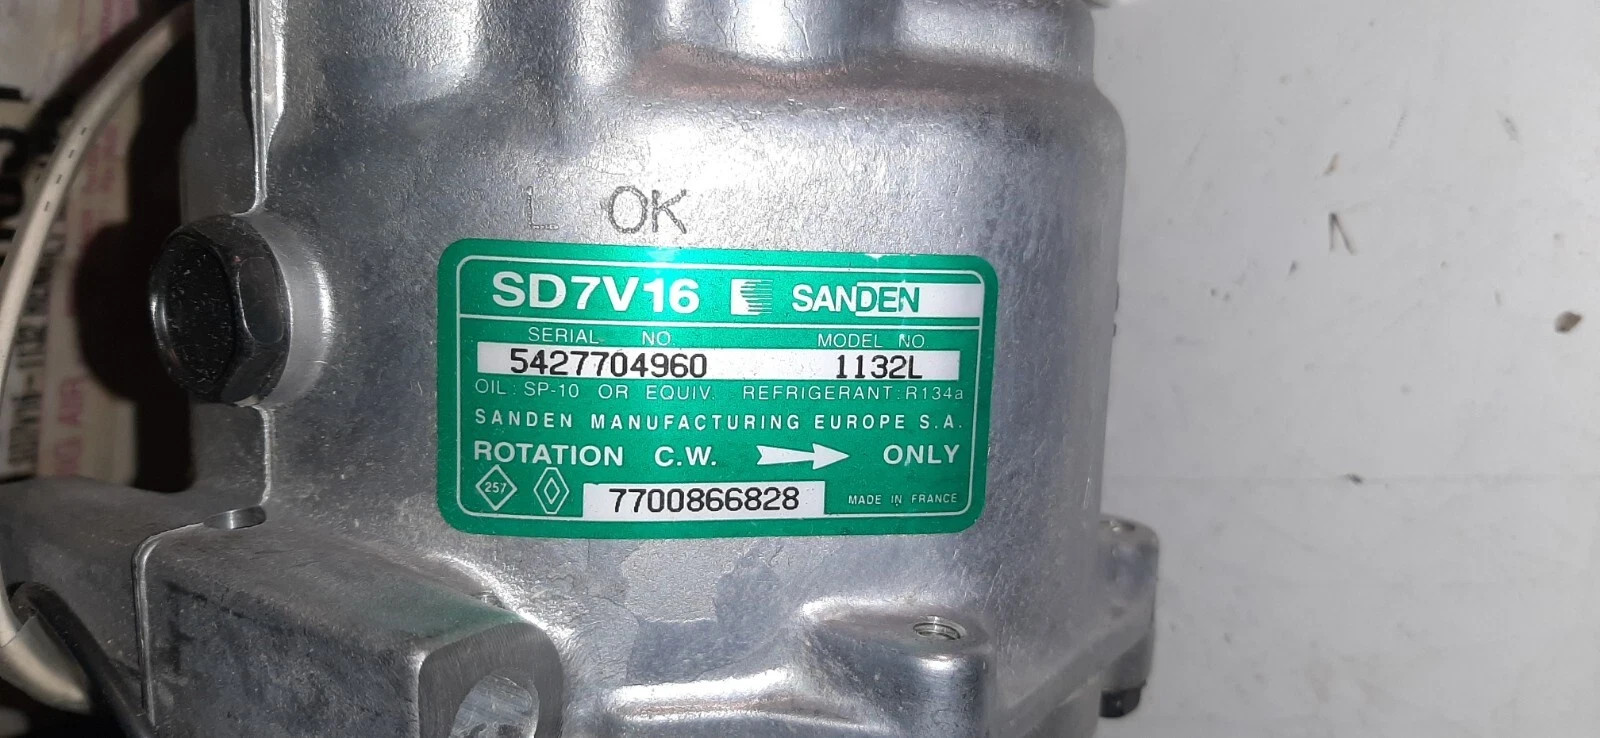 L OK
SD7V16 SANDEN
SERIAL NO. MODEL NO.
5427704960 1132L
OIL : SP-10 OR EQUIV. REFRIGERANT : R134a
SANDEN MANUFACTURING EUROPE S.A.
ROTATION C.W. ONLY
257 7700866828 MADE IN FRANCE